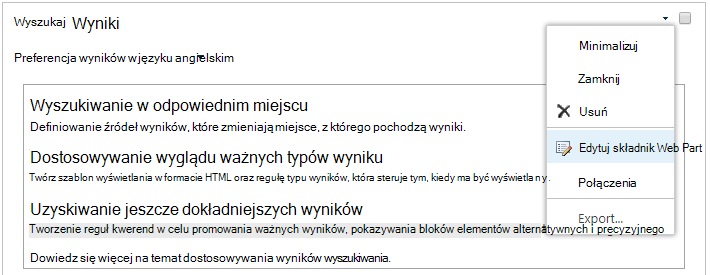 Wyszukaj Wyniki
Preferencja wyników w języku angielskim
Wyszukiwanie w odpowiednim miejscu
Definiowanie źródeł wyników, które zmieniają miejsce, z którego pochodzą wyniki.
Dostosowywanie wyglądu ważnych typów wyniku
Twórz szablon wyświetlania w formacie HTML oraz regułę typu wyników, która steruje tym, kiedy ma być wyświetlany.
Uzyskiwanie jeszcze dokładniejszych wyników
Tworzenie reguł kwerend w celu promowania ważnych wyników, pokazywania bloków elementów alternatywnych i precyzyjnego
Dowiedz się więcej na temat dostosowywania wyników wyszukiwania.
Minimalizuj
Zamknij
Usuń
Edytuj składnik Web Part
Połączenia
Export...